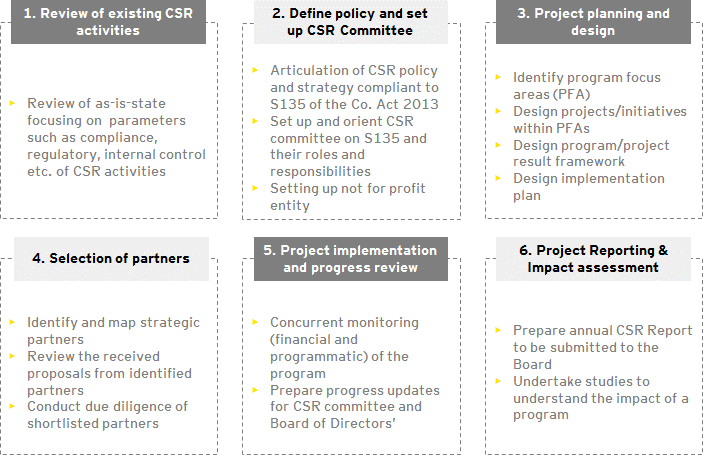 1. Review of existing CSR
activities
Review of as-is-state
focusing on parameters
such as compliance,
regulatory, internal control
etc. of CSR activities
2. Define policy and set
up CSR Committee
Articulation of CSR policy
and strategy compliant to
S135 of the Co. Act 2013
Set up and orient CSR
committee on S135 and
their roles and
responsibilities
Setting up not for profit
entity
3. Project planning and
design
Identify program focus
areas (PFA)
Design projects/initiatives
within PFAs
Design program/project
result framework
Design implementation
plan
4. Selection of partners
Identify and map strategic
partners
Review the received
proposals from identified
partners
Conduct due diligence of
shortlisted partners
5. Project implementation
and progress review
Concurrent monitoring
(financial and
programmatic) of the
program
Prepare progress updates
for CSR committee and
Board of Directors'
6. Project Reporting &
Impact assessment
Prepare annual CSR Report
to be submitted to the
Board
Undertake studies to
understand the impact of a
program